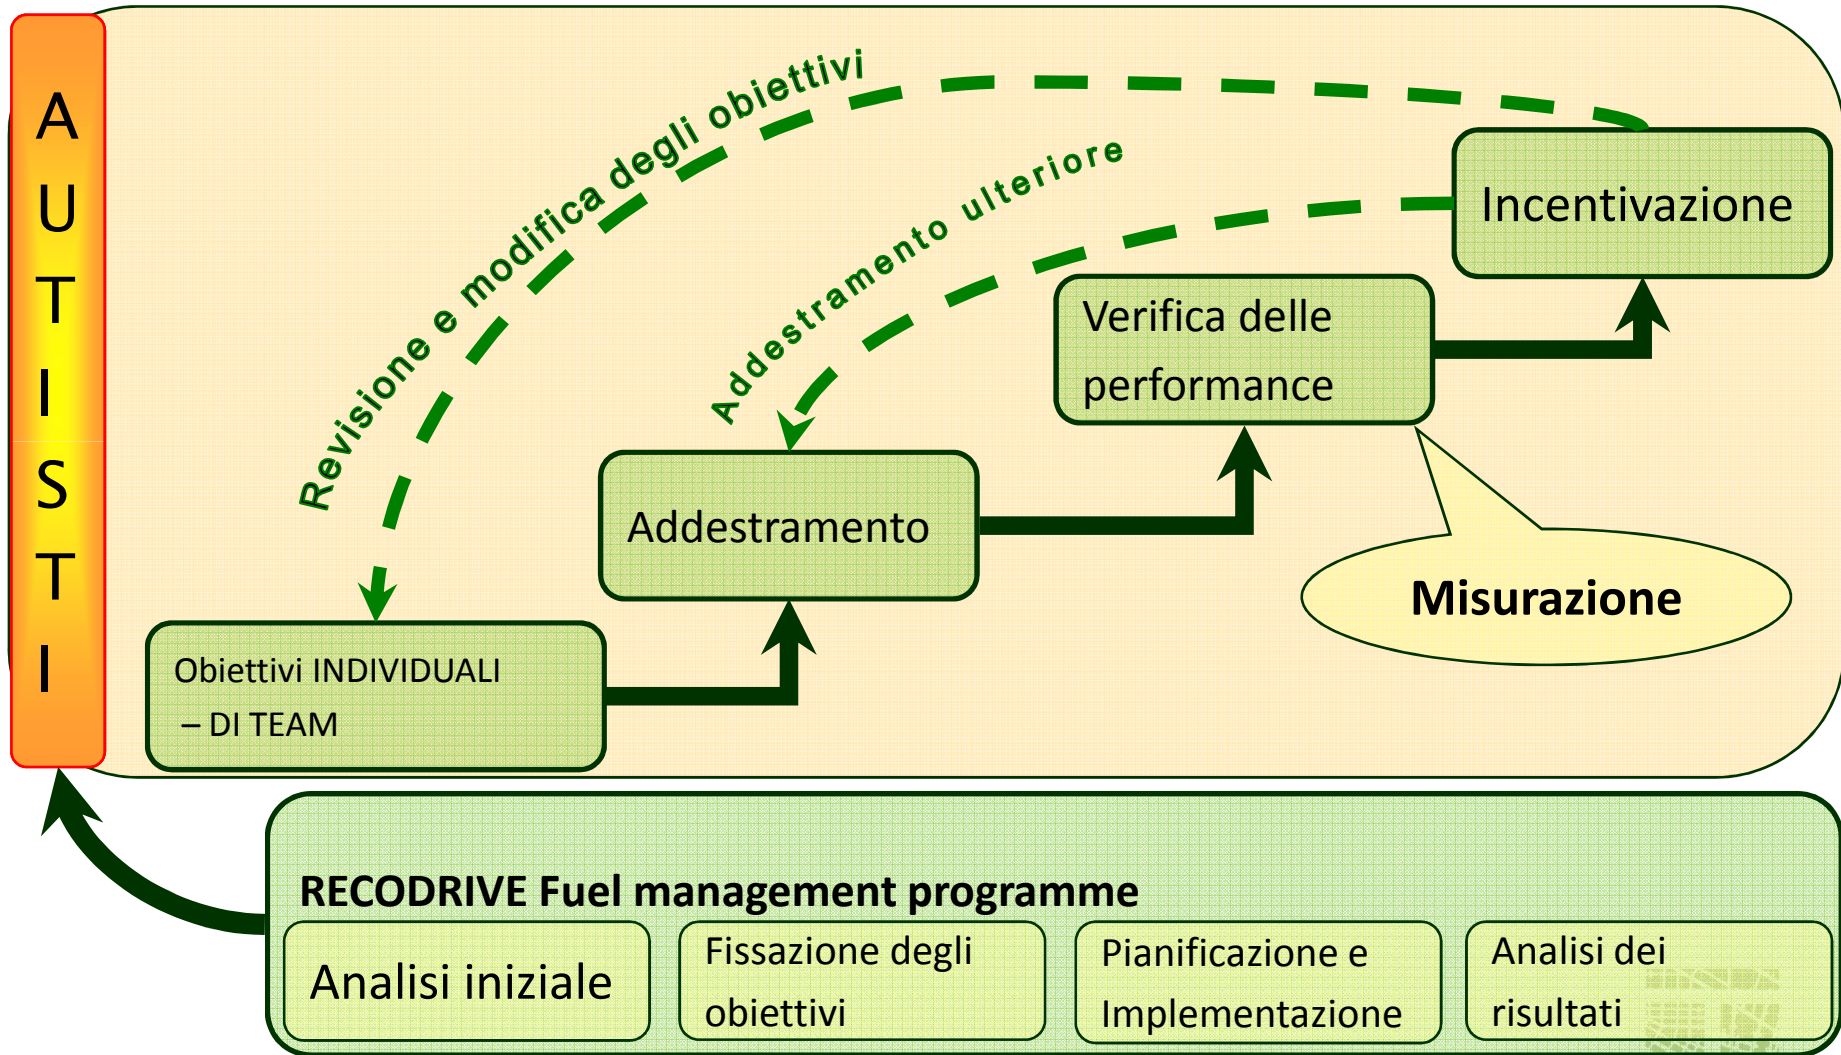 AUTISTI
Revisione e modifica degli obiettivi
Addestramento ulteriore
Incentivazione
Verifica delle
performance
Addestramento
Misurazione
Obiettivi INDIVIDUALI
– DI TEAM
RECODRIVE Fuel management programme
Analisi iniziale
Fissazione degli
obiettivi
Pianificazione e
Implementazione
Analisi dei
risultati